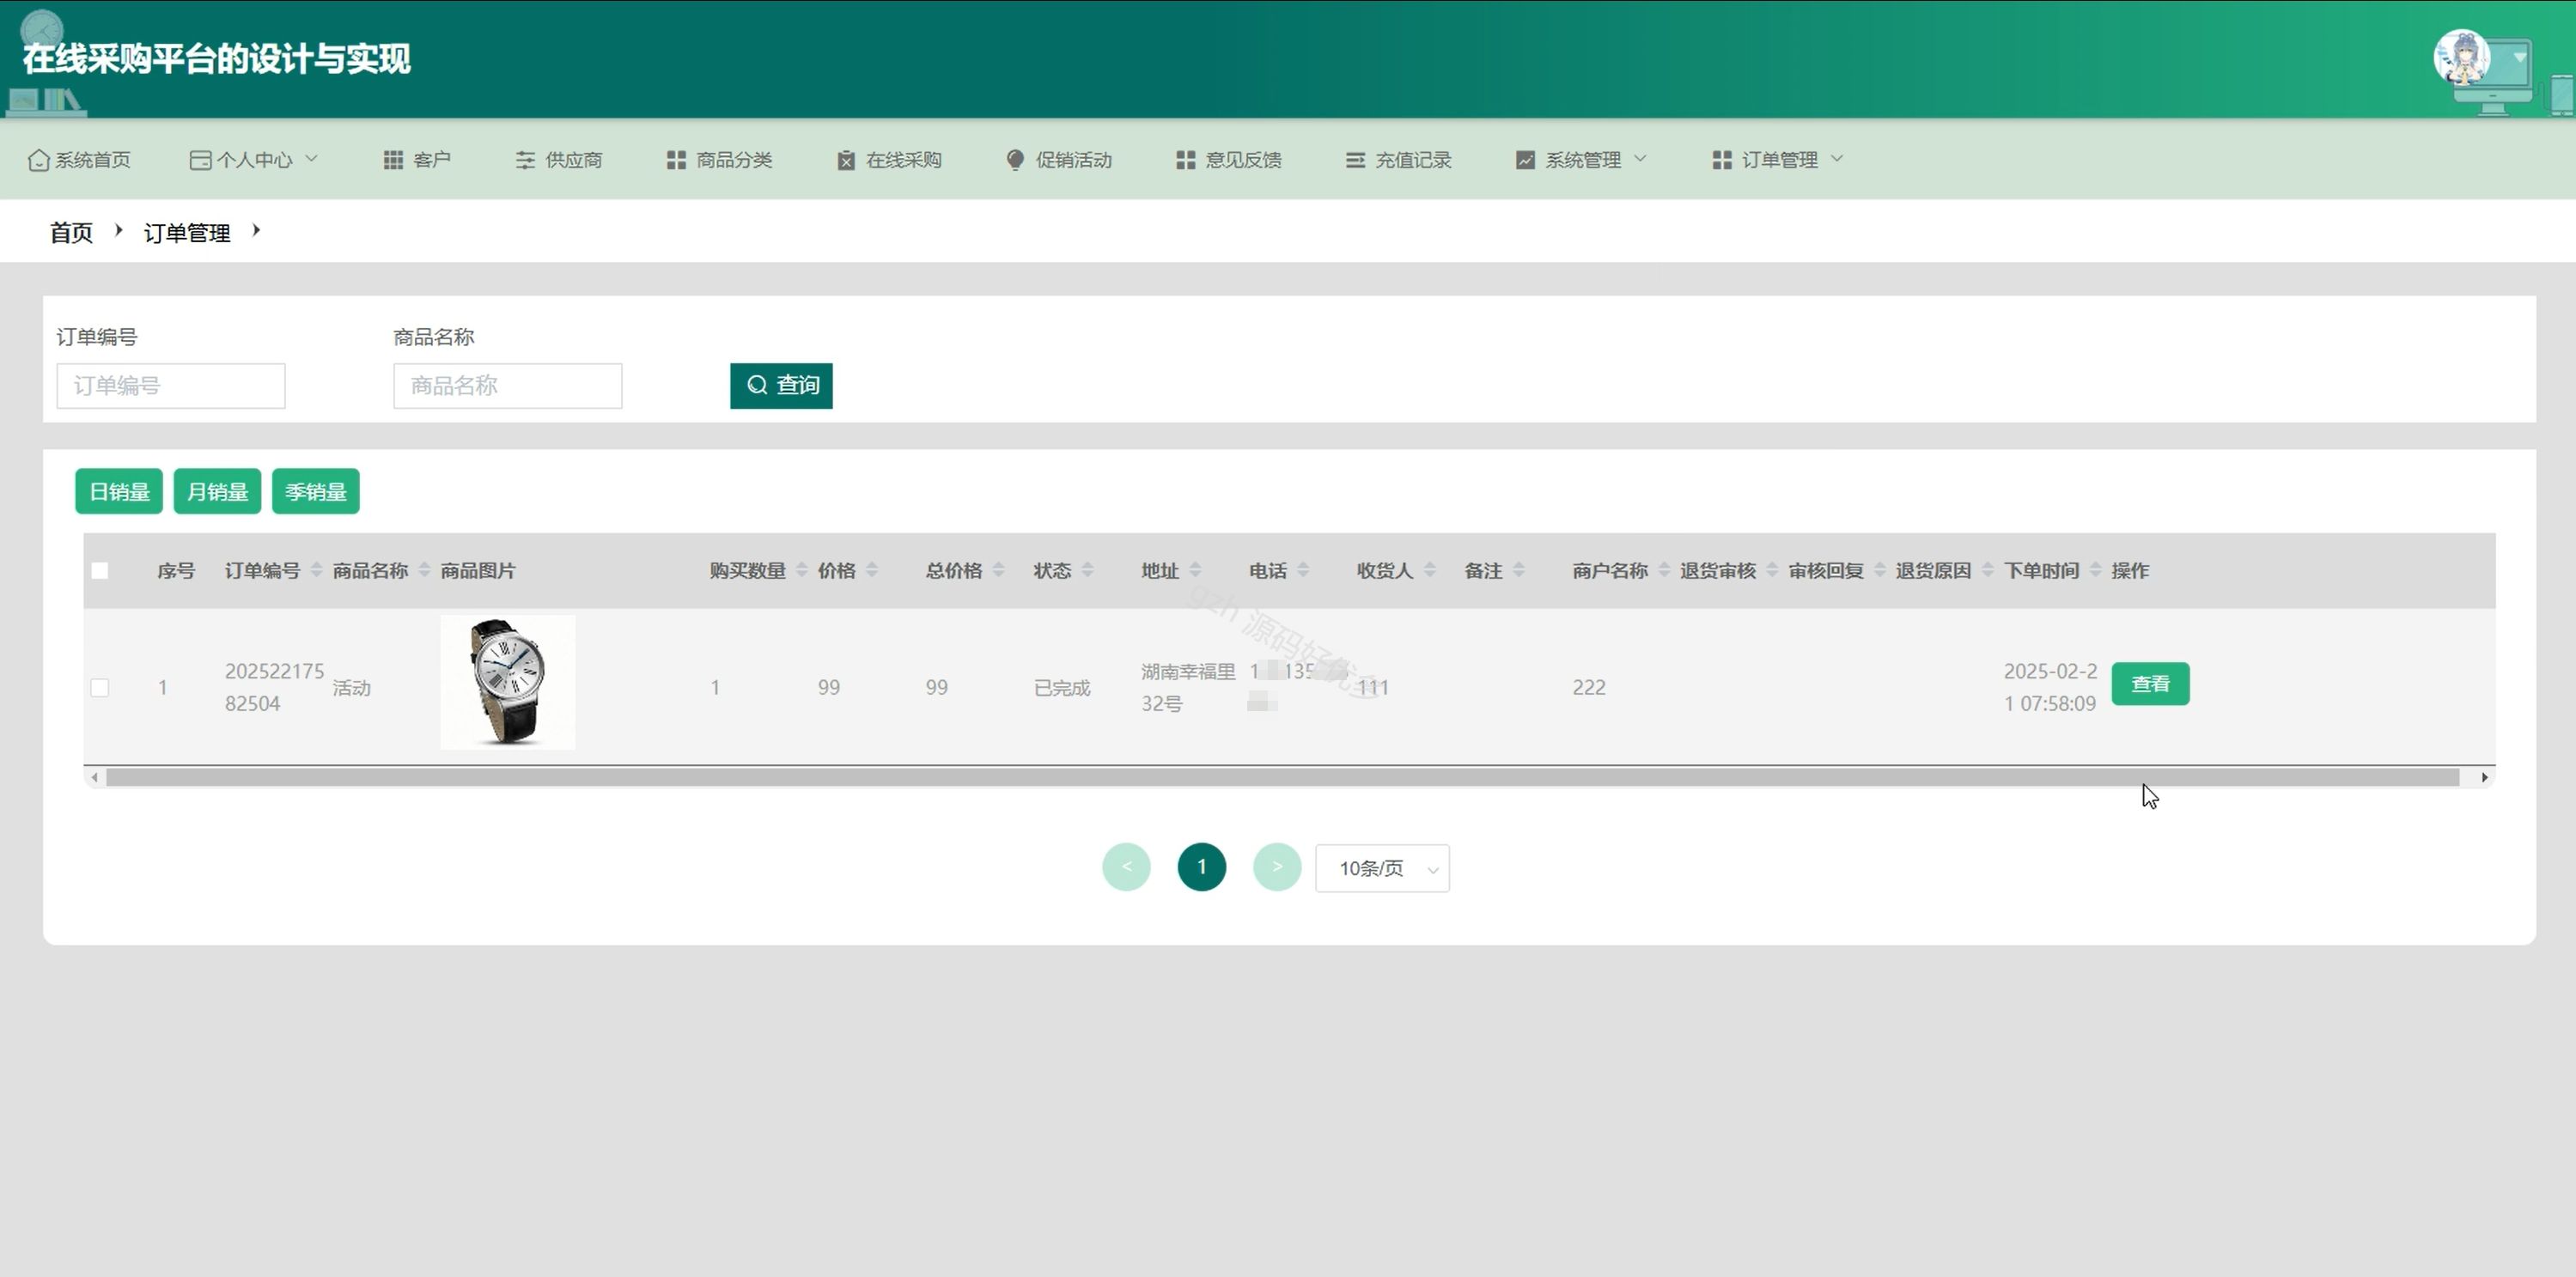 在线采购平台的设计与实现
系统首页 个人中心 客户 供应商 商品分类 在线采购 促销活动 意见反馈 充值记录 系统管理 订单管理
首页 订单管理
订单编号 商品名称
订单编号 商品名称 查询
日销量 月销量 季销量
序号 订单编号 商品名称 商品图片 购买数量 价格 总价格 状态 地址 电话 收货人 备注 商户名称 退货审核 审核回复 退货原因 下单时间 操作
202522175 湖南幸福里 2025-02-2
1 活动 1 99 99 已完成 111 222 查看
82504 32号 1 07:58:09
gzh 源码好优多
< 1 > 10条/页